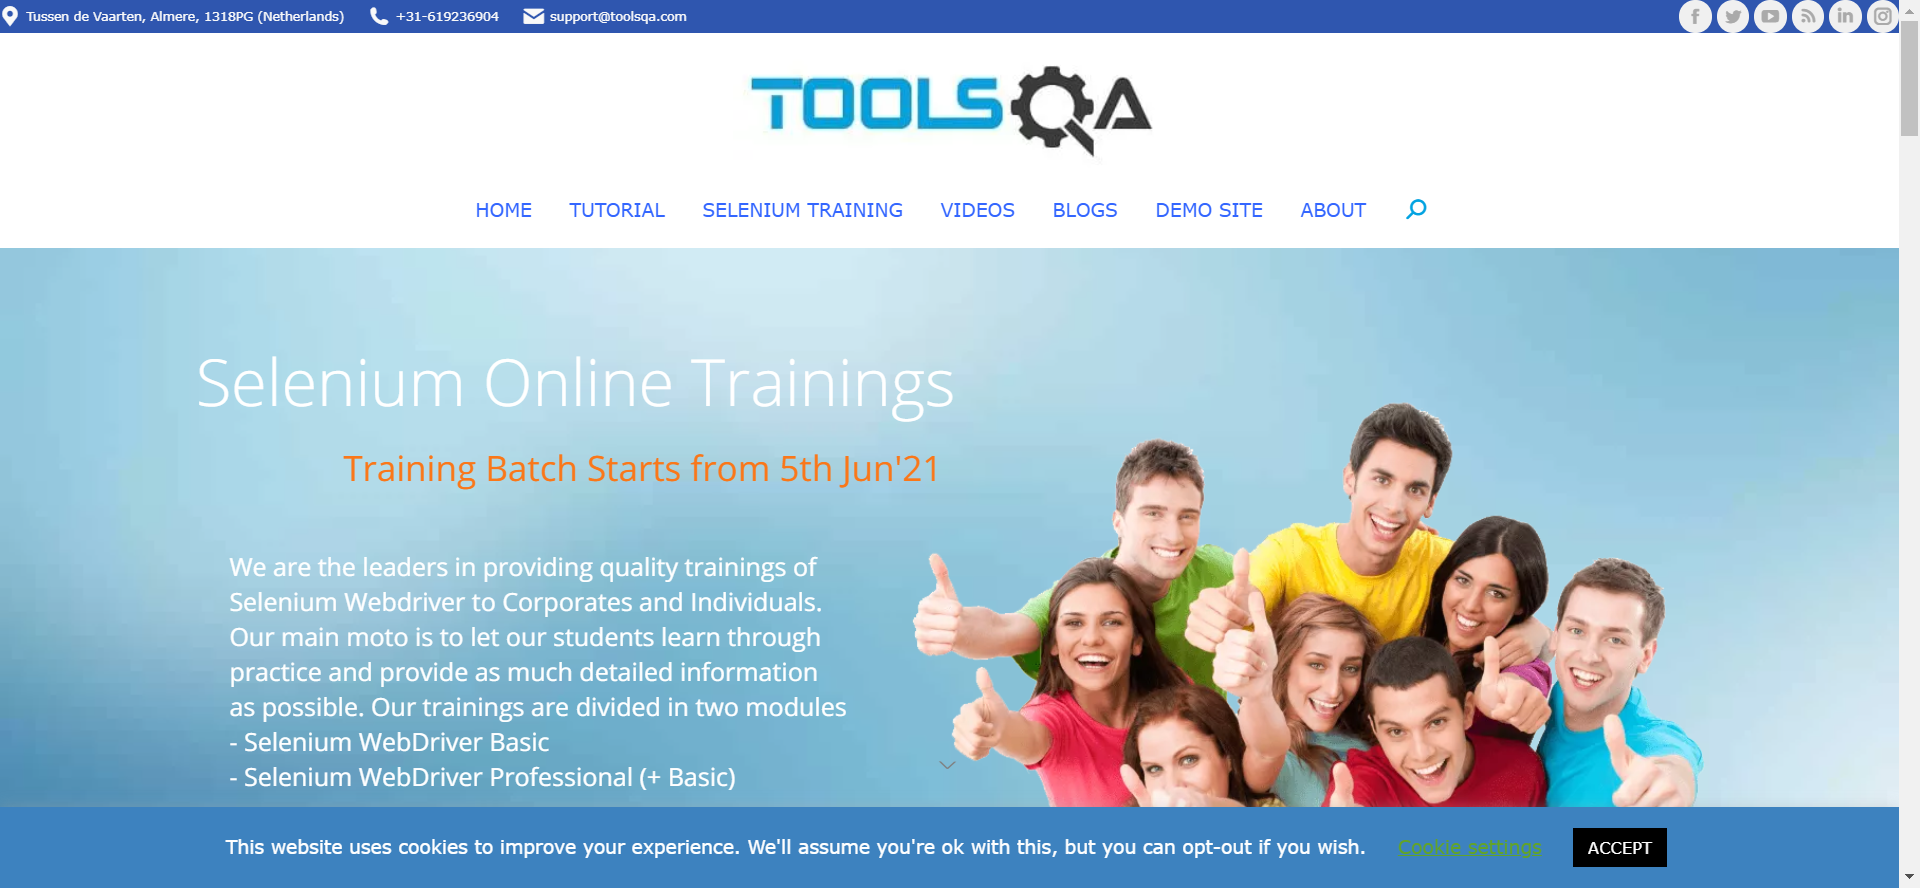 Tussen de Vaarten, Almere, 1318PG (Netherlands) +31-619236904 support@toolsqa.com
TOOLSQA
HOME TUTORIAL SELENIUM TRAINING VIDEOS BLOGS DEMO SITE ABOUT
Selenium Online Trainings
Training Batch Starts from 5th Jun'21
We are the leaders in providing quality trainings of
Selenium Webdriver to Corporates and Individuals.
Our main moto is to let our students learn through
practice and provide as much detailed information
as possible. Our trainings are divided in two modules
- Selenium WebDriver Basic
- Selenium WebDriver Professional (+ Basic)
This website uses cookies to improve your experience. We'll assume you're ok with this, but you can opt-out if you wish. Cookie settings ACCEPT